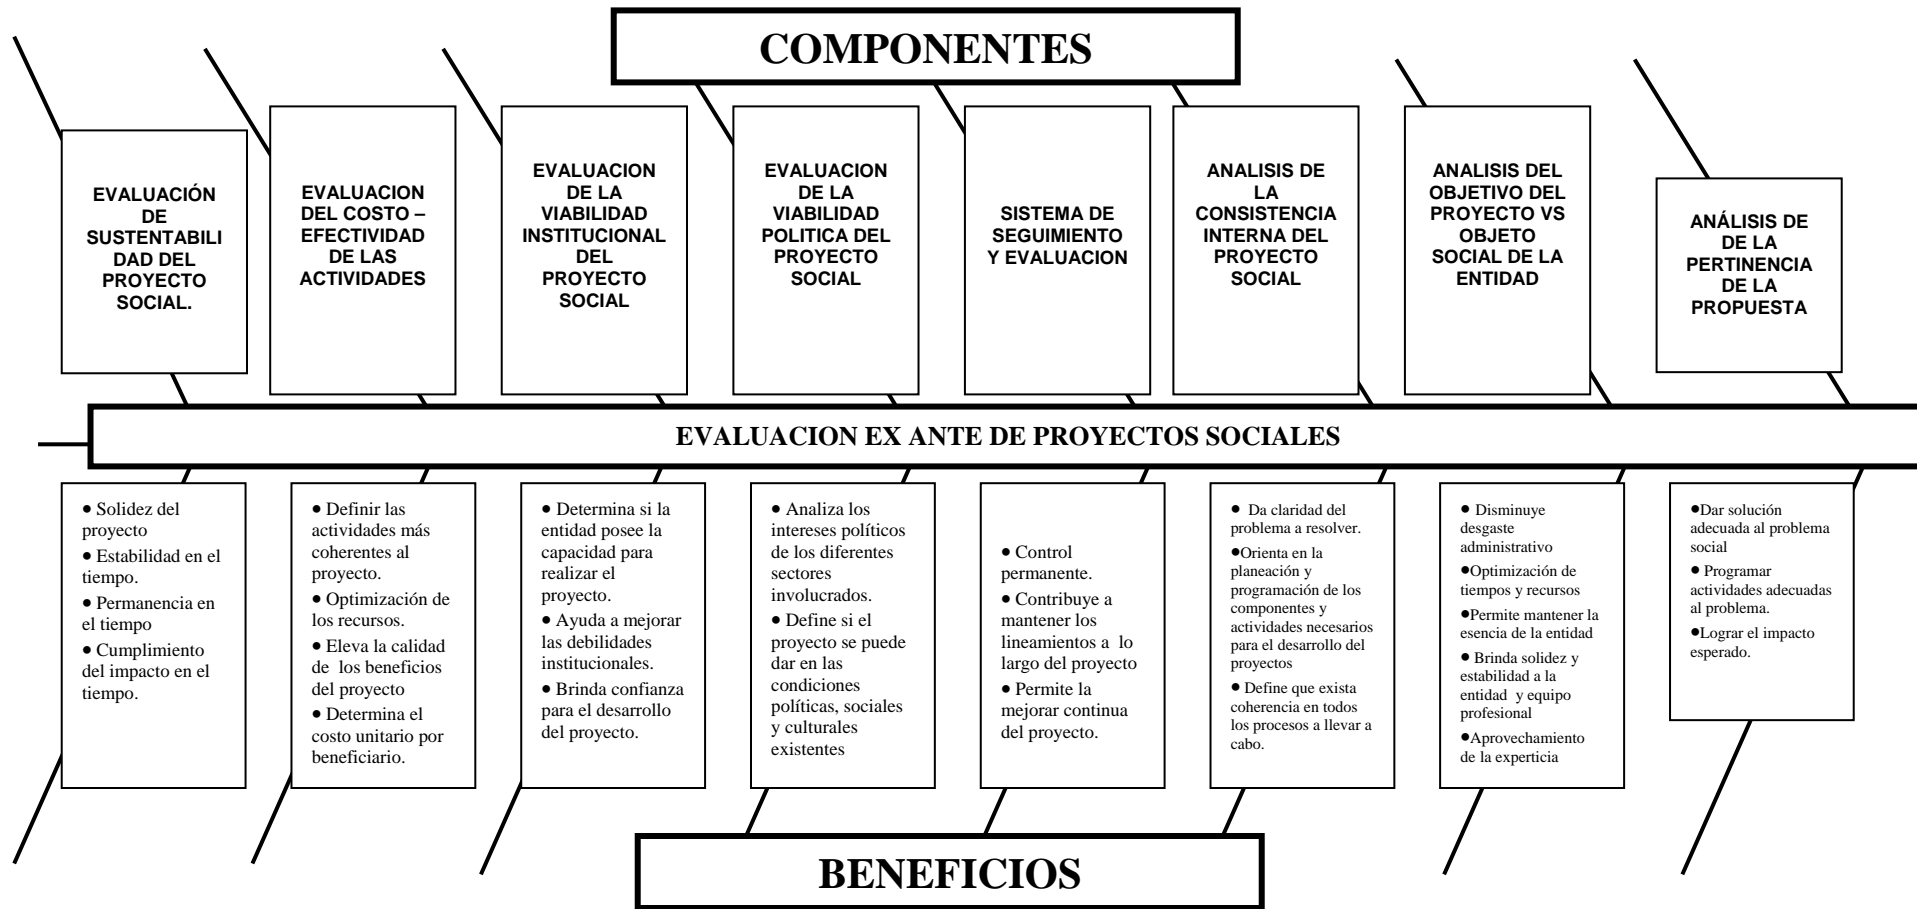 COMPONENTES
EVALUACIÓN
DE
SUSTENTABILI
DAD DEL
PROYECTO
SOCIAL.
EVALUACION
DEL COSTO –
EFECTIVIDAD
DE LAS
ACTIVIDADES
EVALUACION
DE LA
VIABILIDAD
INSTITUCIONAL
DEL
PROYECTO
SOCIAL
EVALUACION
DE LA
VIABILIDAD
POLITICA DEL
PROYECTO
SOCIAL
SISTEMA DE
SEGUIMIENTO
Y EVALUACION
ANALISIS DE
LA
CONSISTENCIA
INTERNA DEL
PROYECTO
SOCIAL
ANALISIS DEL
OBJETIVO DEL
PROYECTO VS
OBJETO
SOCIAL DE LA
ENTIDAD
ANÁLISIS DE
DE LA
PERTINENCIA
DE LA
PROPUESTA
EVALUACION EX ANTE DE PROYECTOS SOCIALES
• Solidez del
proyecto
• Estabilidad en el
tiempo.
• Permanencia en
el tiempo
• Cumplimiento
del impacto en el
tiempo.
• Definir las
actividades más
coherentes al
proyecto.
• Optimización de
los recursos.
• Eleva la calidad
de los beneficios
del proyecto
• Determina el
costo unitario por
beneficiario.
• Determina si la
entidad posee la
capacidad para
realizar el
proyecto.
• Ayuda a mejorar
las debilidades
institucionales.
• Brinda confianza
para el desarrollo
del proyecto.
• Analiza los
intereses políticos
de los diferentes
sectores
involucrados.
• Define si el
proyecto se puede
dar en las
condiciones
políticas, sociales
y culturales
existentes
• Control
permanente.
• Contribuye a
mantener los
lineamientos a lo
largo del proyecto
• Permite la
mejorar continua
del proyecto.
• Da claridad del
problema a resolver.
•Orienta en la
planeación y
programación de los
componentes y
actividades necesarios
para el desarrollo del
proyectos
• Define que exista
coherencia en todos
los procesos a llevar a
cabo.
• Disminuye
desgaste
administrativo
•Optimización de
tiempos y recursos
•Permite mantener la
esencia de la entidad
• Brinda solidez y
estabilidad a la
entidad y equipo
profesional
•Aprovechamiento
de la experticia
•Dar solución
adecuada al problema
social
• Programar
actividades adecuadas
al problema.
•Lograr el impacto
esperado.
BENEFICIOS